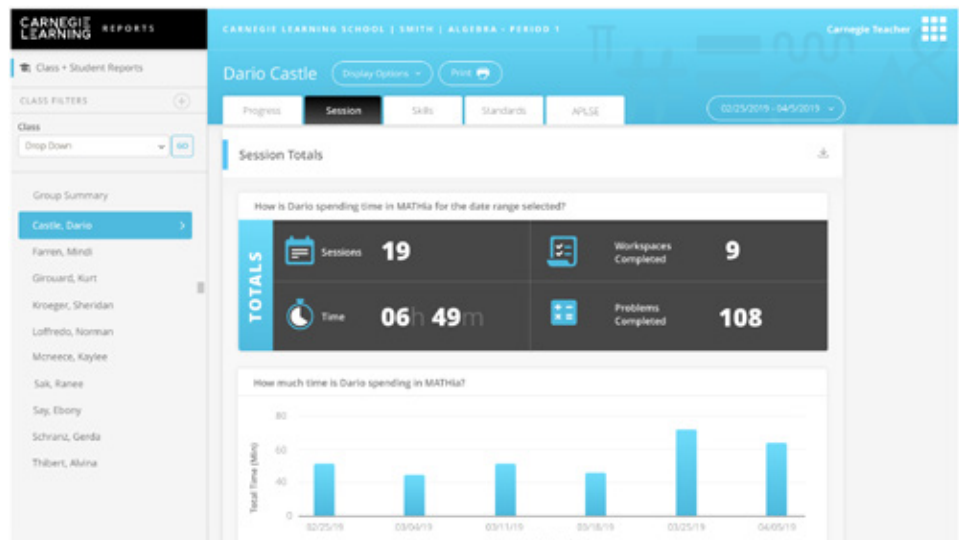 CARNEGIE
LEARNING
REPORTS
CARNEGIE LEARNING SCHOOL | SMITH | ALGEBRA - PERIOD 1
Carnegie Teacher
Class + Student Reports
CLASS FILTERS
Class
Drop Down
GO
Group Summary
Castle, Dario
Farren, Mindi
Girouard, Kurt
Kroeger, Sheridan
Loffredo, Norman
Mcneece, Kaylee
Sak, Ranee
Say, Ebony
Schranz, Gerda
Thibert, Alvina
Dario Castle
Display Options
Print
Progress
Session
Skills
Standards
APLSE
02/25/2019 - 04/5/2019
Session Totals
How is Dario spending time in MATHia for the date range selected?
TOTALS
Sessions 19
Workspaces
Completed
9
Time 06h 49m
Problems
Completed
108
How much time is Dario spending in MATHia?
Total Time (Min)
80
60
40
0
02/25/19 03/04/19 03/11/19 03/18/19 03/25/19 04/05/19